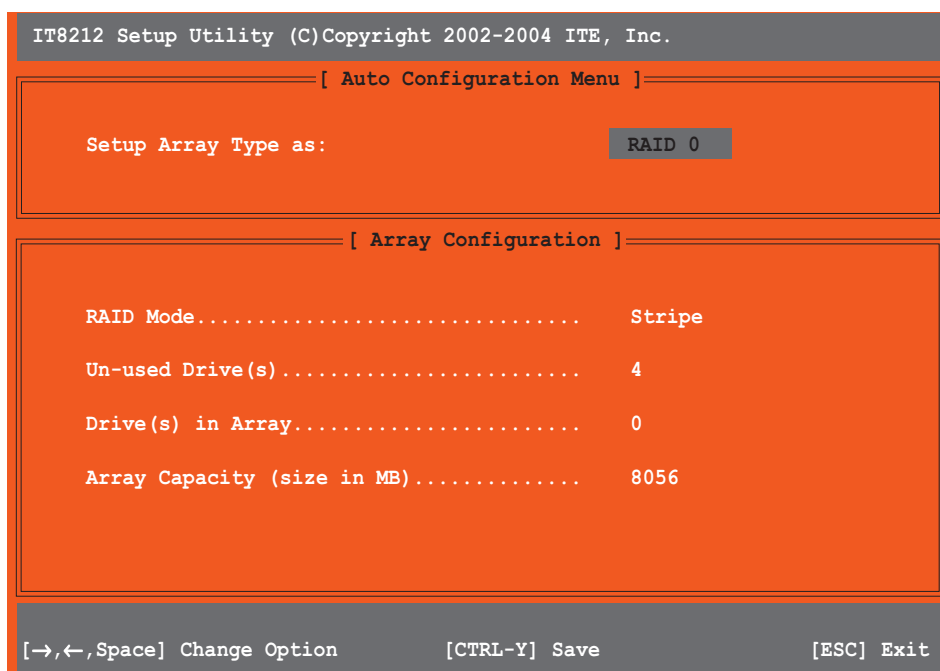 IT8212 Setup Utility (C)Copyright 2002-2004 ITE, Inc.
[ Auto Configuration Menu ]
Setup Array Type as: RAID 0
[ Array Configuration ]
RAID Mode................................ Stripe
Un-used Drive(s)......................... 4
Drive(s) in Array........................ 0
Array Capacity (size in MB).............. 8056
[→,←,Space] Change Option [CTRL-Y] Save [ESC] Exit